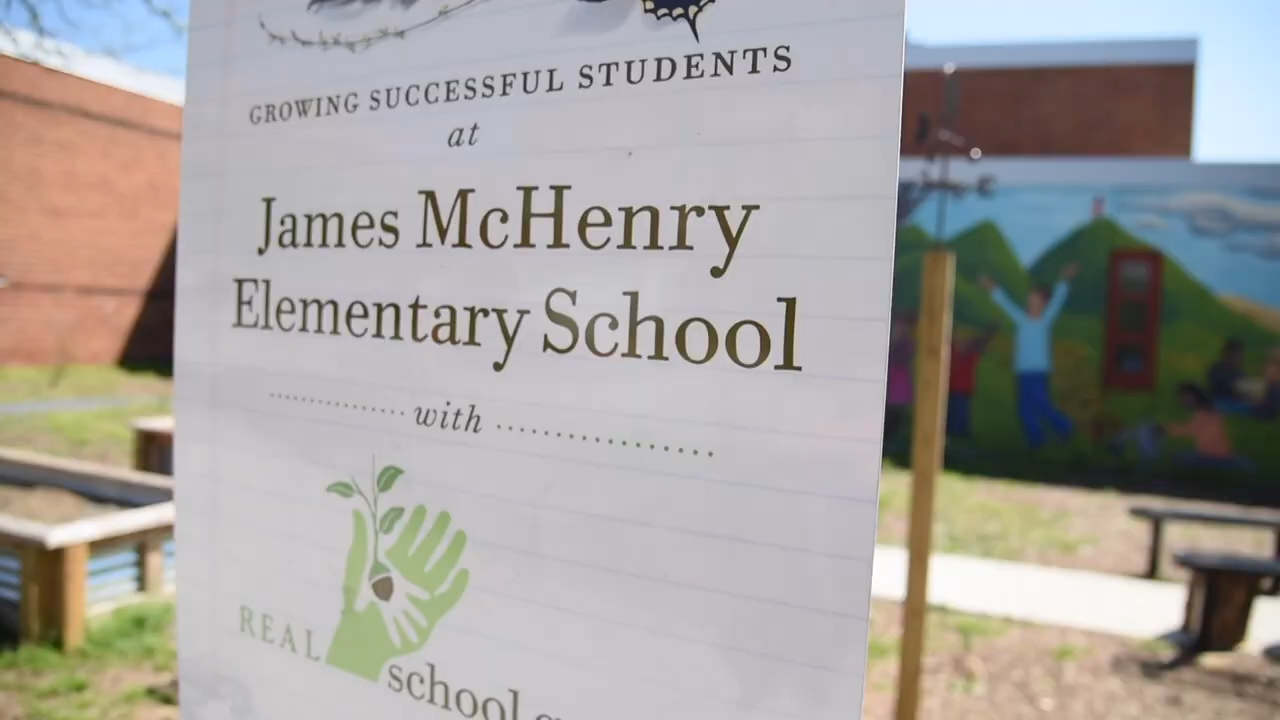 GROWING SUCCESSFUL STUDENTS
at
James McHenry
Elementary School
with
REAL
school